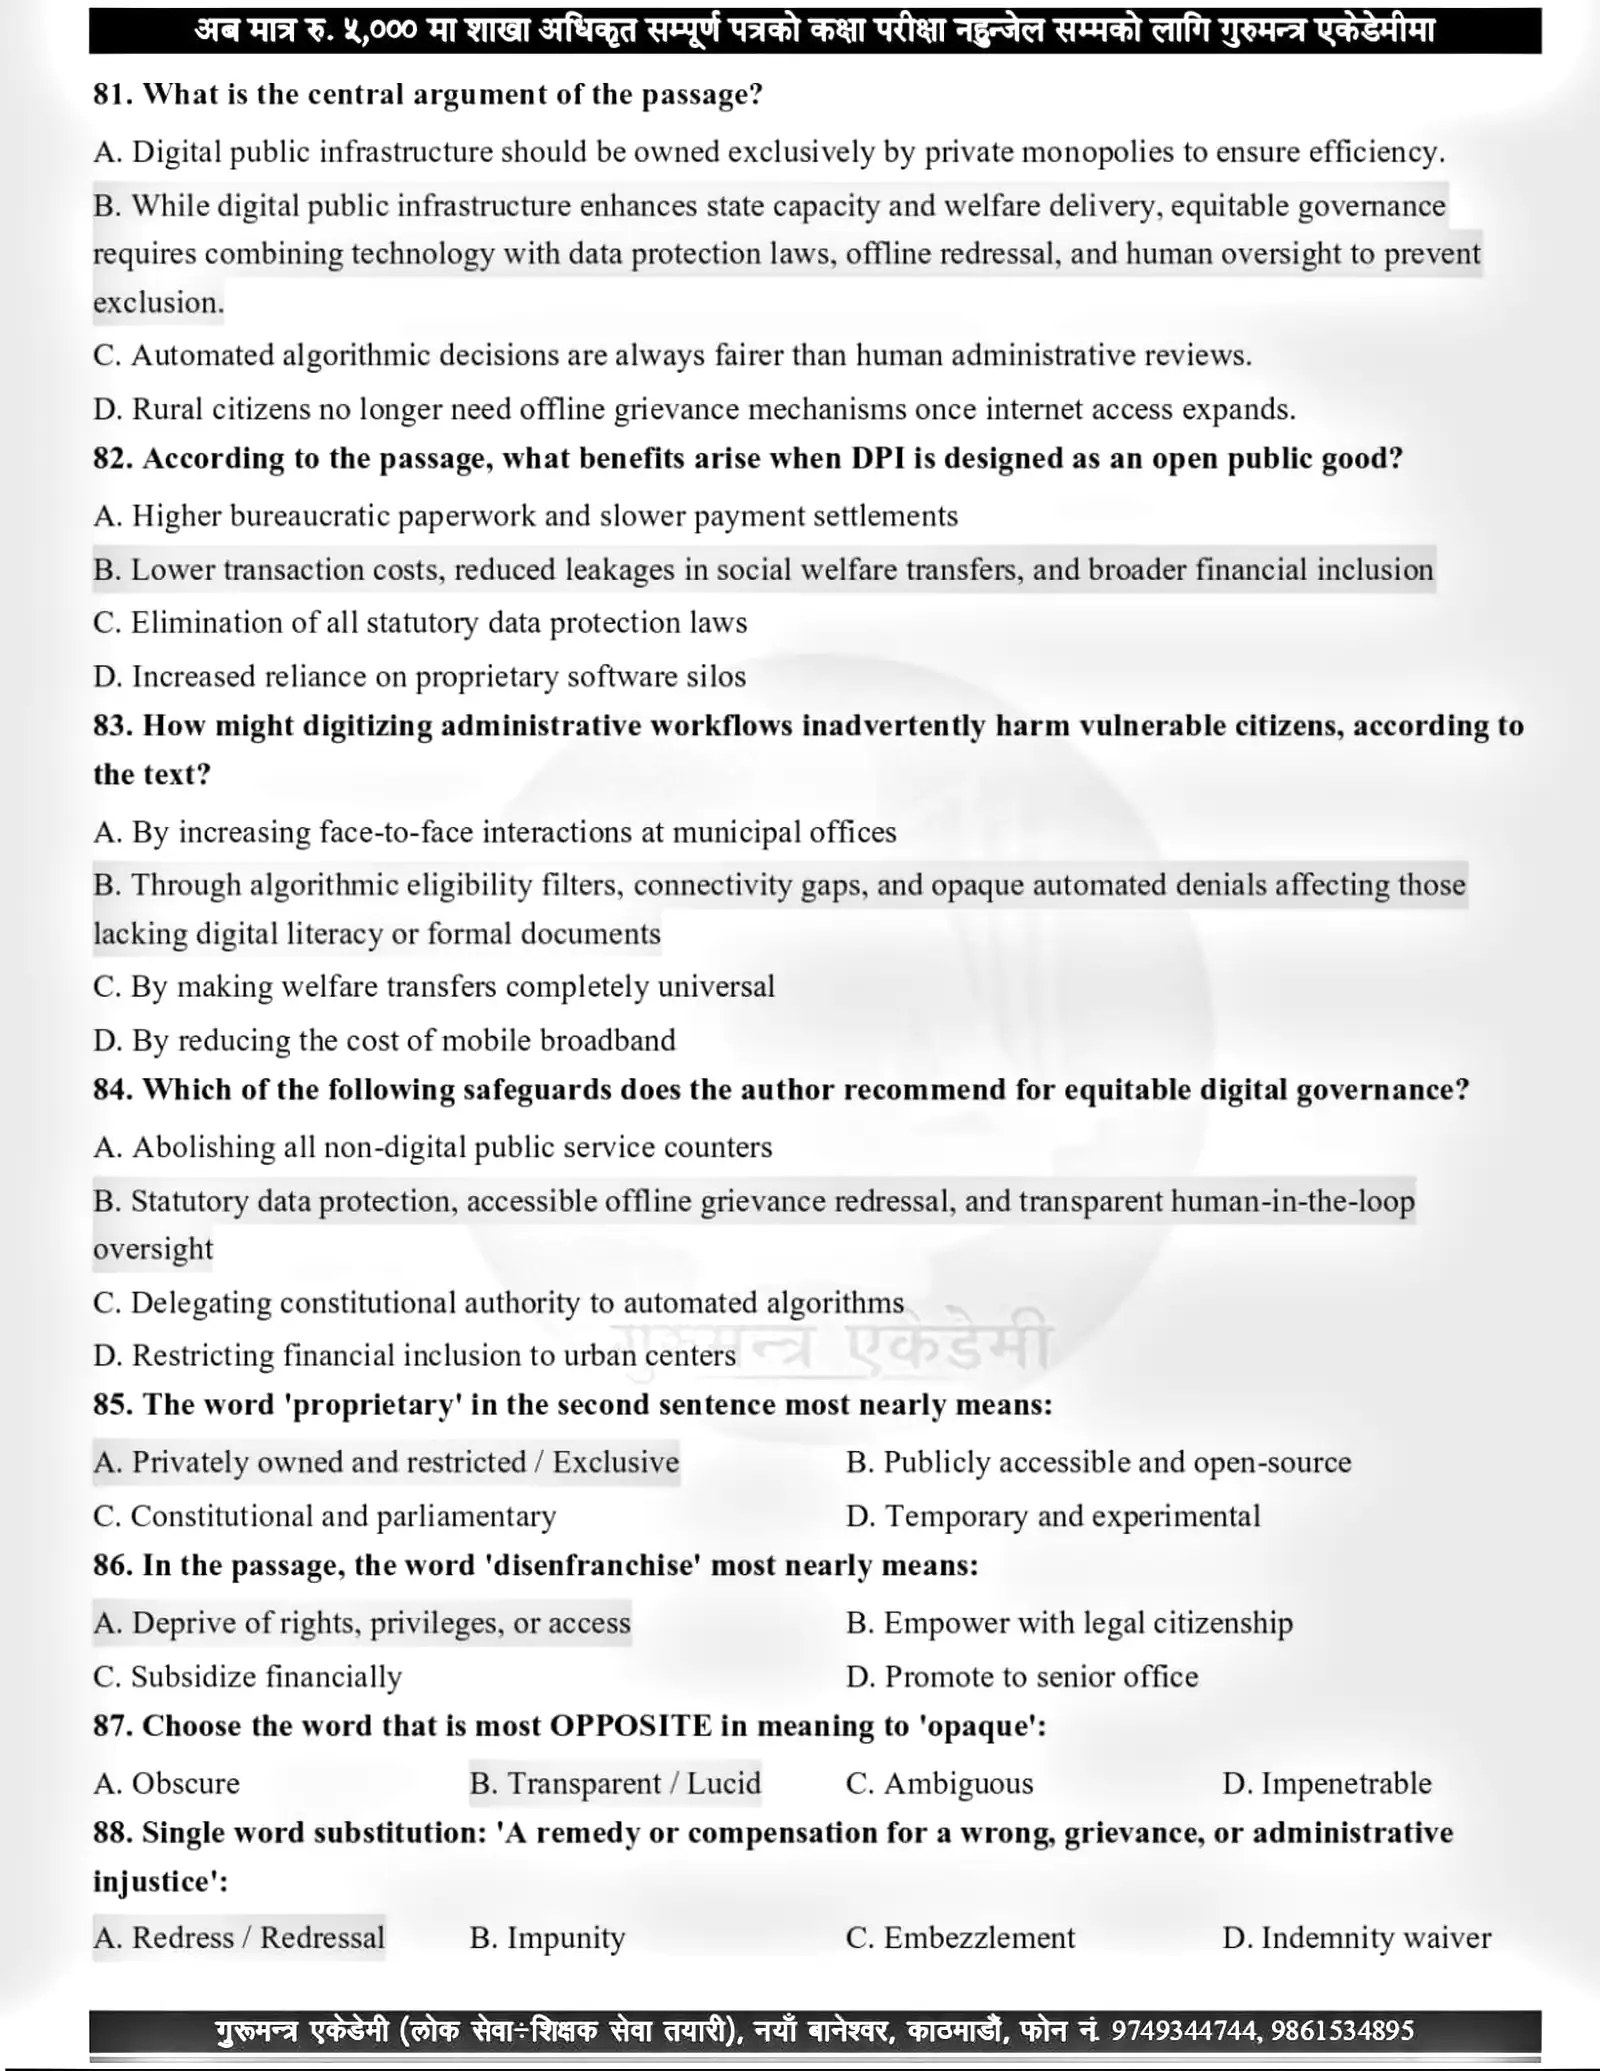 अब मात्र रु. ५,००० मा शाखा अधिकृत सम्पूर्ण पत्रको कक्षा परीक्षा नहुन्जेल सम्मको लागि गुरुमन्त्र एकेडेमीमा
81. What is the central argument of the passage?
A. Digital public infrastructure should be owned exclusively by private monopolies to ensure efficiency.
B. While digital public infrastructure enhances state capacity and welfare delivery, equitable governance
requires combining technology with data protection laws, offline redressal, and human oversight to prevent
exclusion.
C. Automated algorithmic decisions are always fairer than human administrative reviews.
D. Rural citizens no longer need offline grievance mechanisms once internet access expands.
82. According to the passage, what benefits arise when DPI is designed as an open public good?
A. Higher bureaucratic paperwork and slower payment settlements
B. Lower transaction costs, reduced leakages in social welfare transfers, and broader financial inclusion
C. Elimination of all statutory data protection laws
D. Increased reliance on proprietary software silos
83. How might digitizing administrative workflows inadvertently harm vulnerable citizens, according to
the text?
A. By increasing face-to-face interactions at municipal offices
B. Through algorithmic eligibility filters, connectivity gaps, and opaque automated denials affecting those
lacking digital literacy or formal documents
C. By making welfare transfers completely universal
D. By reducing the cost of mobile broadband
84. Which of the following safeguards does the author recommend for equitable digital governance?
A. Abolishing all non-digital public service counters
B. Statutory data protection, accessible offline grievance redressal, and transparent human-in-the-loop
oversight
C. Delegating constitutional authority to automated algorithms
गुरुमन्त्र एकेडेमी
D. Restricting financial inclusion to urban centers
85. The word 'proprietary' in the second sentence most nearly means:
A. Privately owned and restricted / Exclusive B. Publicly accessible and open-source
C. Constitutional and parliamentary D. Temporary and experimental
86. In the passage, the word 'disenfranchise' most nearly means:
A. Deprive of rights, privileges, or access B. Empower with legal citizenship
C. Subsidize financially D. Promote to senior office
87. Choose the word that is most OPPOSITE in meaning to 'opaque':
A. Obscure B. Transparent / Lucid C. Ambiguous D. Impenetrable
88. Single word substitution: 'A remedy or compensation for a wrong, grievance, or administrative
injustice':
A. Redress / Redressal B. Impunity C. Embezzlement D. Indemnity waiver
गुरूमन्त्र एकेडेमी (लोक सेवा÷शिक्षक सेवा तयारी), नयाँ बानेश्वर, काठमाडौं, फोन नं. 9749344744, 9861534895